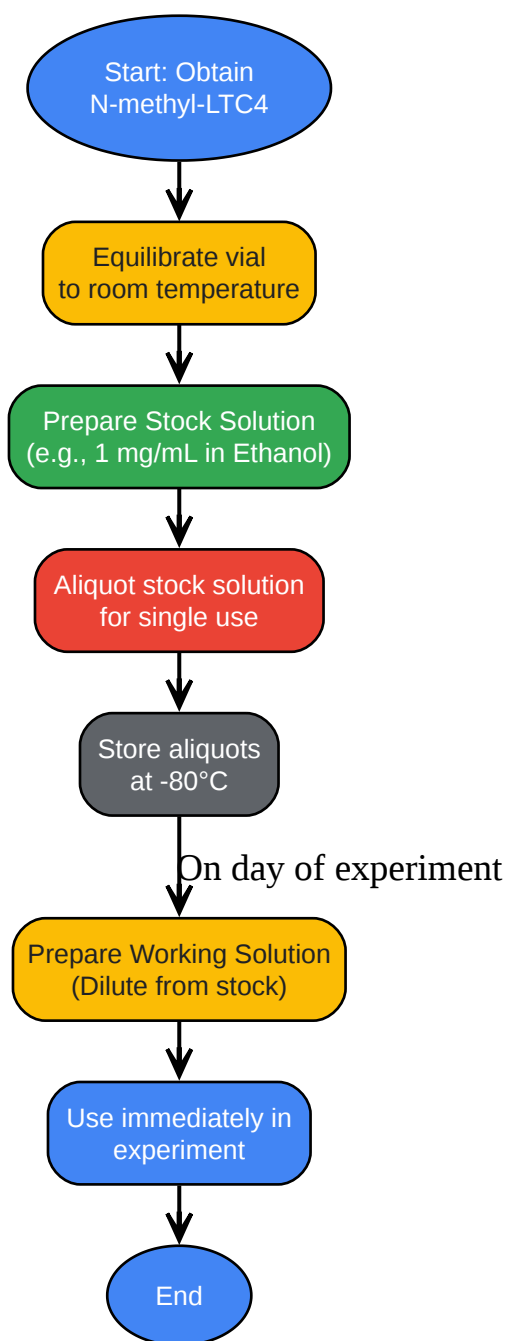 Start: Obtain
N-methyl-LTC4
Equilibrate vial
to room temperature
Prepare Stock Solution
(e.g., 1 mg/mL in Ethanol)
Aliquot stock solution
for single use
Store aliquots
at -80°C
On day of experiment
Prepare Working Solution
(Dilute from stock)
Use immediately in
experiment
End